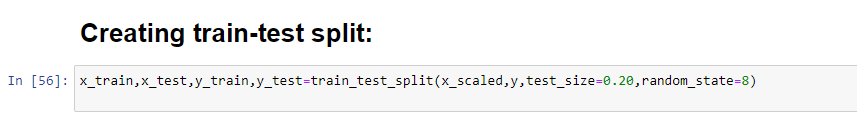 Creating train-test split:
In [56]: x_train,x_test,y_train,y_test=train_test_split(x_scaled,y,test_size=0.20,random_state=8)